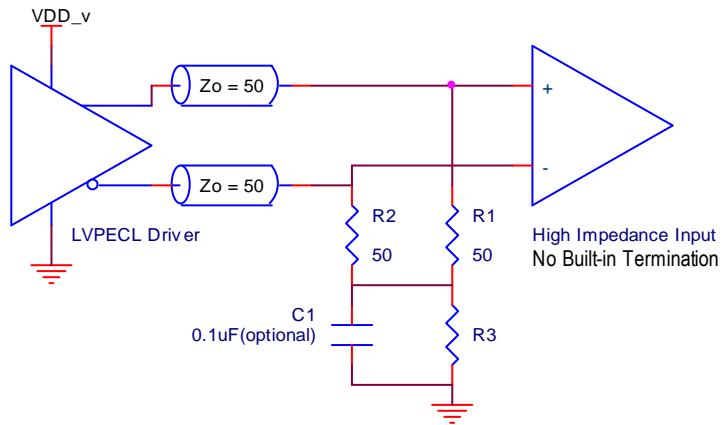 VDD_v
Zo = 50
+
Zo = 50
-
LVPECL Driver
R2
50
R1
50
High Impedance Input
No Built-in Termination
C1
0.1uF(optional)
R3